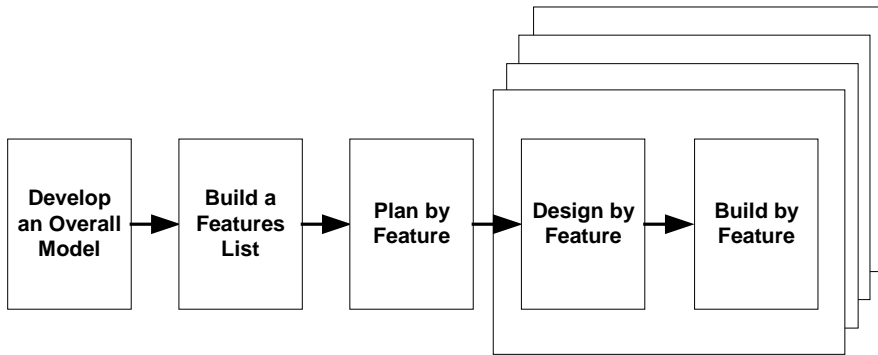 Develop
an Overall
Model
Build a
Features
List
Plan by
Feature
Design by
Feature
Build by
Feature